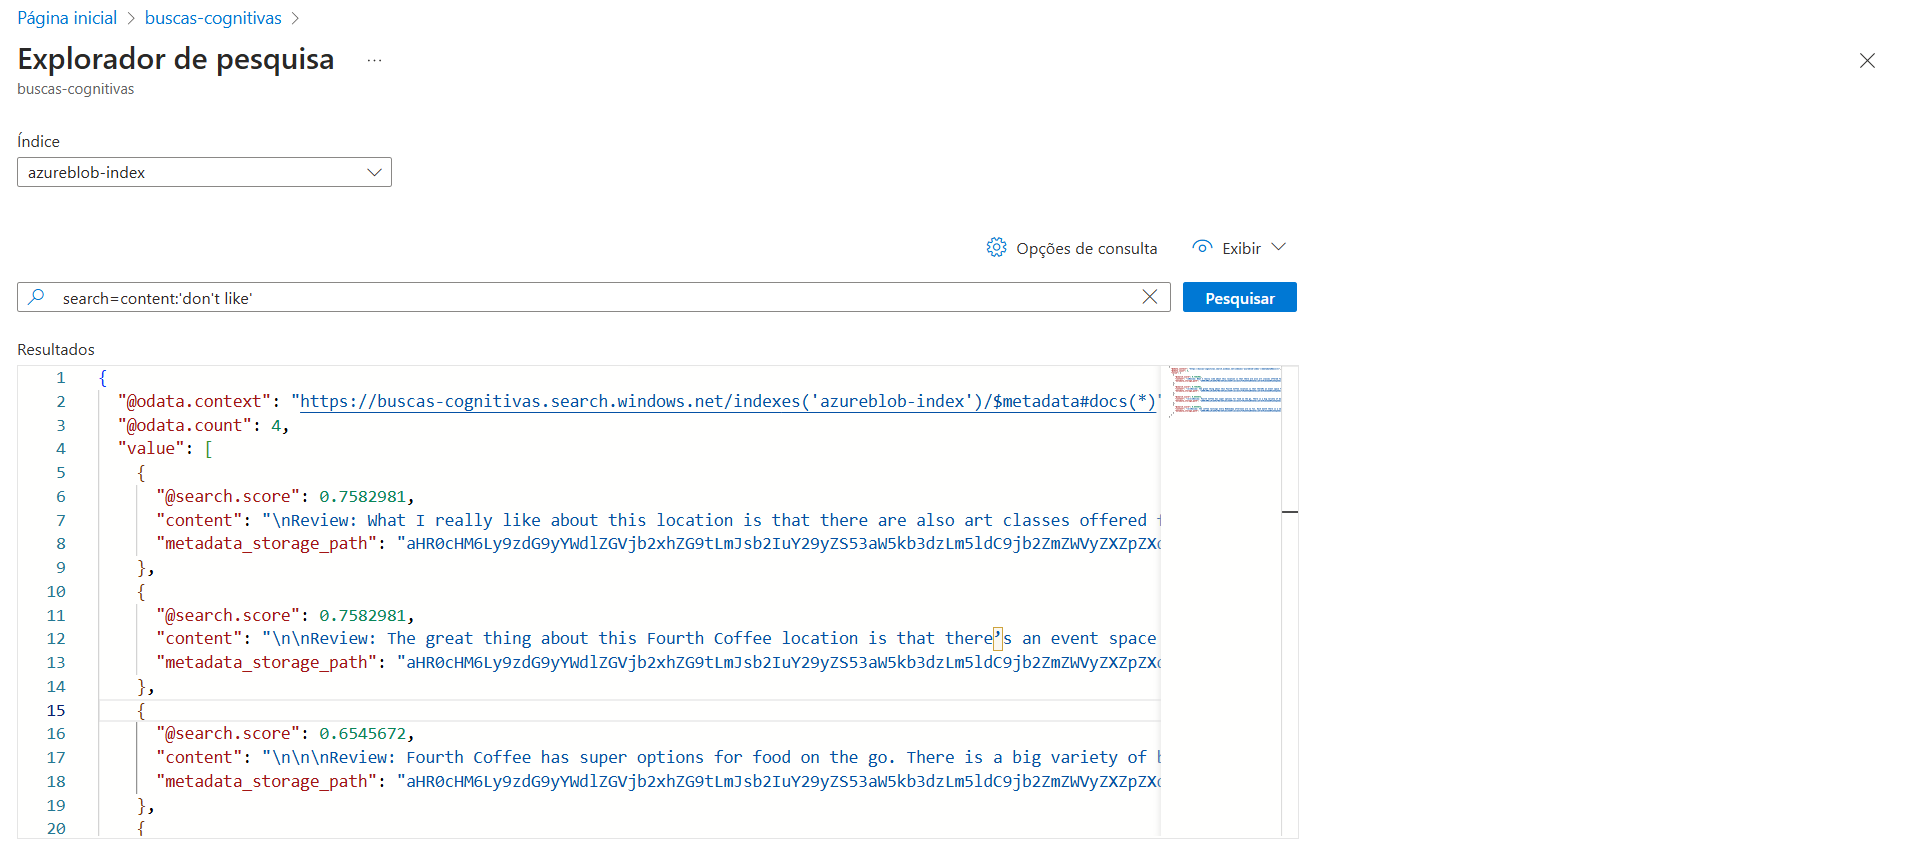 Página inicial > buscas-cognitivas >
Explorador de pesquisa ...
buscas-cognitivas
Índice
azureblob-index
Opções de consulta Exibir
search=content:'don't like' Pesquisar
Resultados
1 {
2 "@odata.context": "https://buscas-cognitivas.search.windows.net/indexes('azureblob-index')/$metadata#docs(*)"
3 "@odata.count": 4,
4 "value": [
5 {
6 "@search.score": 0.7582981,
7 "content": "\nReview: What I really like about this location is that there are also art classes offered
8 "metadata_storage_path": "aHR0cHM6Ly9zdG9yYWdlZGVjb2xhZG9tLmJsb2IuY29yZS53aW5kb3dzLm5ldC9jb2ZmZWVyZXZpZX
9 },
10 {
11 "@search.score": 0.7582981,
12 "content": "\n\nReview: The great thing about this Fourth Coffee location is that there’s an event space
13 "metadata_storage_path": "aHR0cHM6Ly9zdG9yYWdlZGVjb2xhZG9tLmJsb2IuY29yZS53aW5kb3dzLm5ldC9jb2ZmZWVyZXZpZX
14 },
15 {
16 "@search.score": 0.6545672,
17 "content": "\n\n\nReview: Fourth Coffee has super options for food on the go. There is a big variety of
18 "metadata_storage_path": "aHR0cHM6Ly9zdG9yYWdlZGVjb2xhZG9tLmJsb2IuY29yZS53aW5kb3dzLm5ldC9jb2ZmZWVyZXZpZX
19 },
20 {